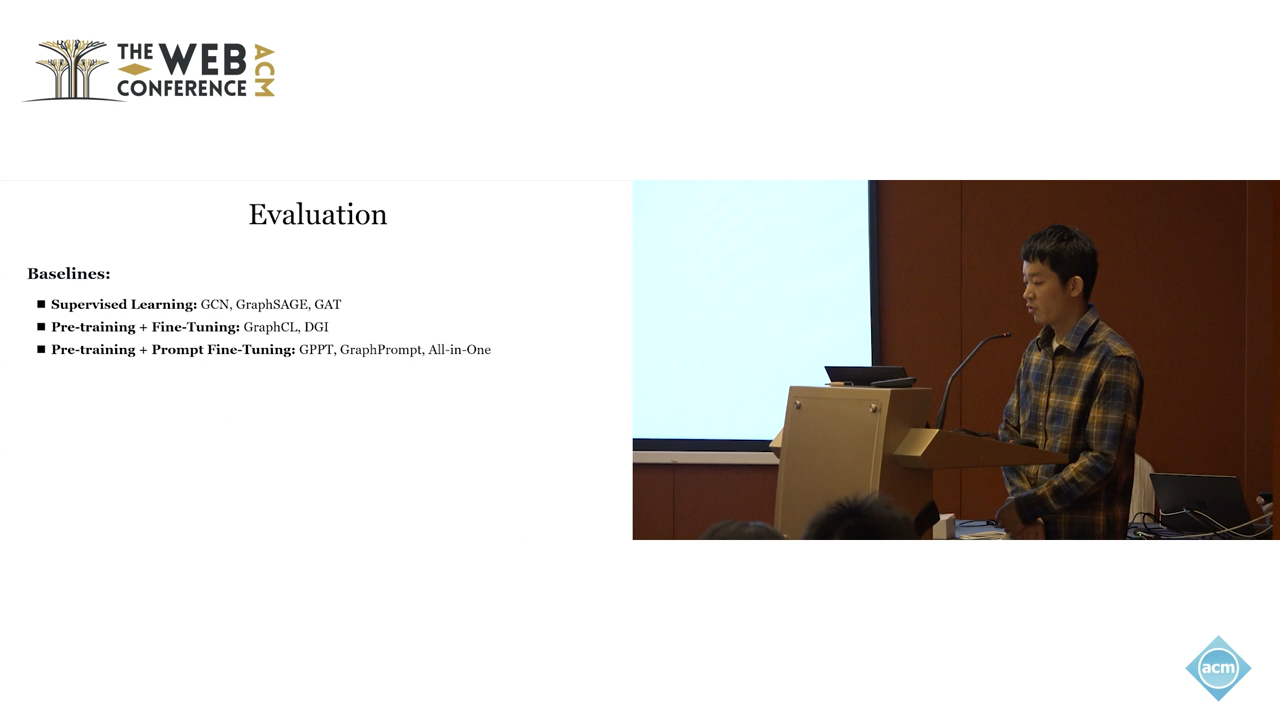 THE WEB
CONFERENCE
ACM
Evaluation
Baselines:
■ Supervised Learning: GCN, GraphSAGE, GAT
■ Pre-training + Fine-Tuning: GraphCL, DGI
■ Pre-training + Prompt Fine-Tuning: GPPT, GraphPrompt, All-in-One
acm